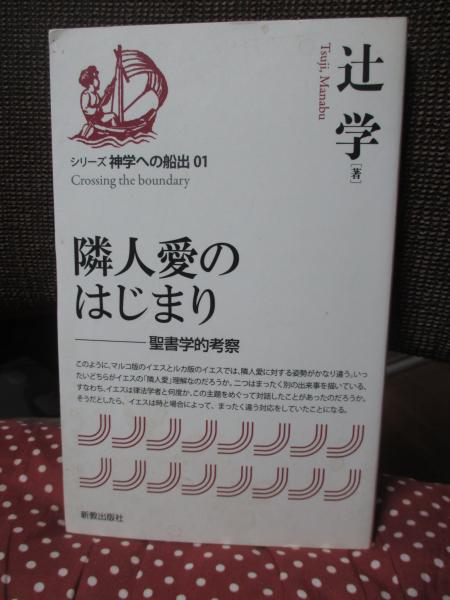 辻 学[著]
Tsuji, Manabu
シリーズ 神学への船出 01
Crossing the boundary
隣人愛の
はじまり
――聖書学的考察
このように、マルコ版のイエスとルカ版のイエスでは、隣人愛に対する姿勢がかなり違う。いっ
たいどちらがイエスの「隣人愛」理解なのだろうか。二つはまったく別の出来事を描いている、
すなわち、イエスは律法学者と何度か、この主題をめぐって対話したことがあったのだろうか。
そうだとしたら、イエスは時と場合によって、まったく違う対応をしていたことになる。
新教出版社